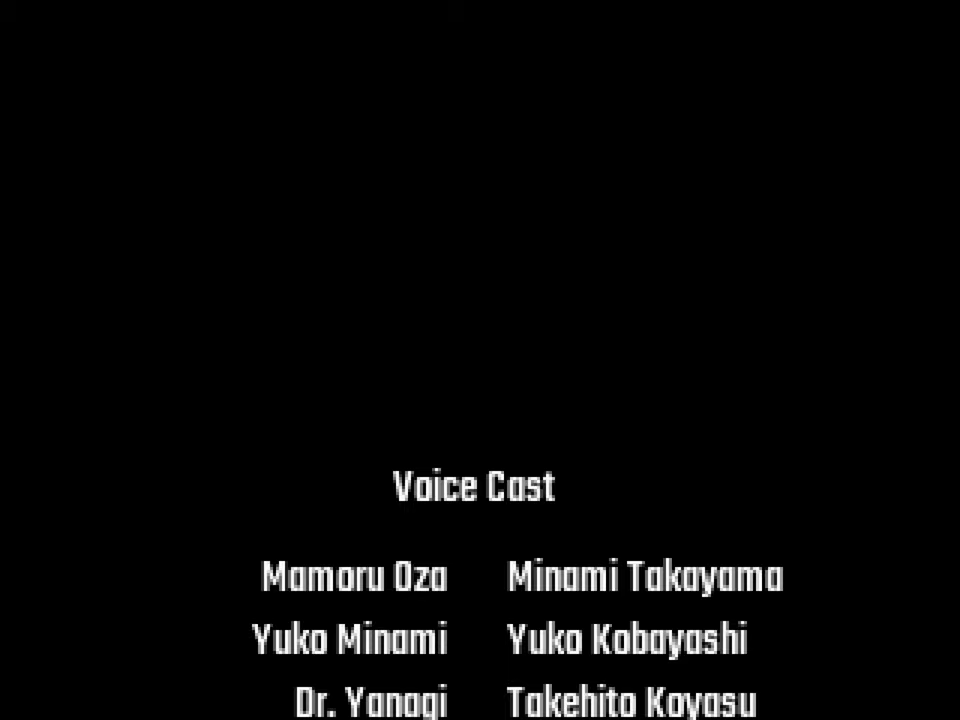 Voice Cast
Mamoru Oza Minami Takayama
Yuko Minami Yuko Kobayashi
Dr. Yanagi Takehito Koyasu